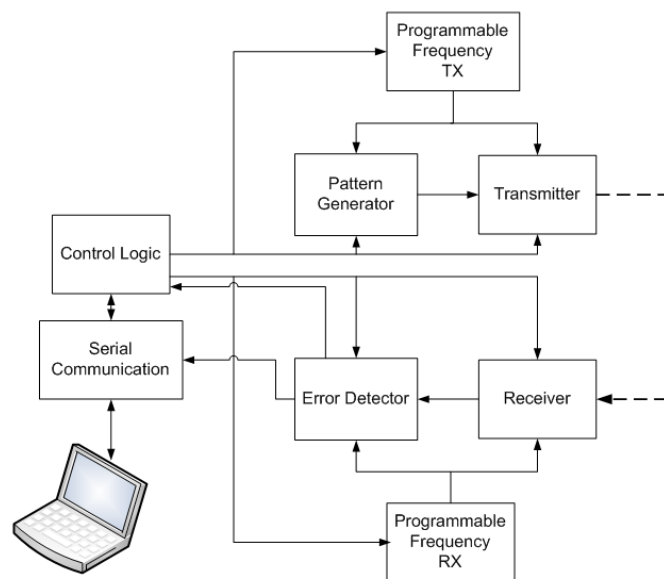 Programmable
Frequency
TX
Pattern
Generator
Transmitter
Control Logic
Serial
Communication
Error Detector
Receiver
Programmable
Frequency
RX